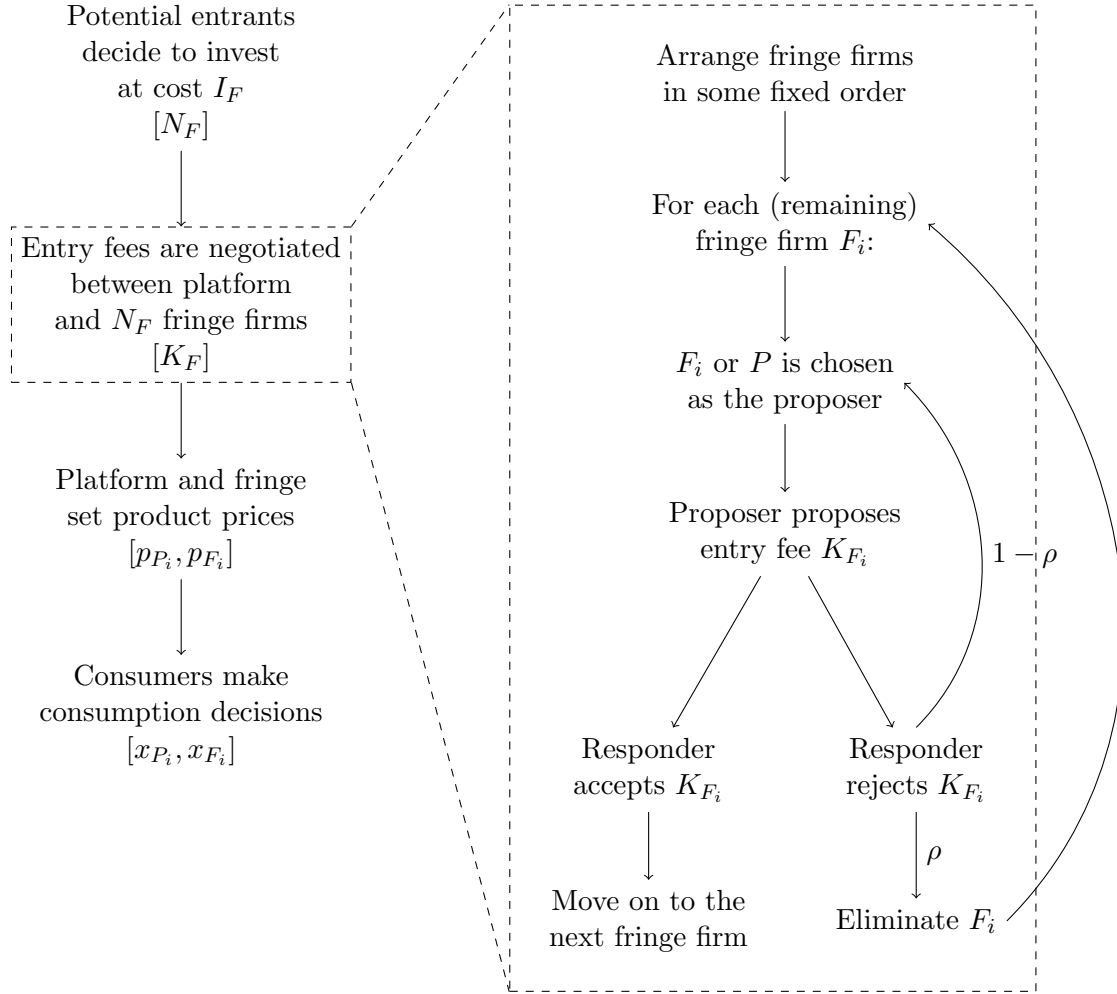 Potential entrants
decide to invest
at cost $I_F$
$[N_F]$
Entry fees are negotiated
between platform
and $N_F$ fringe firms
$[K_F]$
Platform and fringe
set product prices
$[p_{P_i}, p_{F_i}]$
Consumers make
consumption decisions
$[x_{P_i}, x_{F_i}]$
Arrange fringe firms
in some fixed order
For each (remaining)
fringe firm $F_i$:
$F_i$ or $P$ is chosen
as the proposer
Proposer proposes
entry fee $K_{F_i}$
$1 - \rho$
Responder
accepts $K_{F_i}$
Responder
rejects $K_{F_i}$
$\rho$
Move on to the
next fringe firm
Eliminate $F_i$